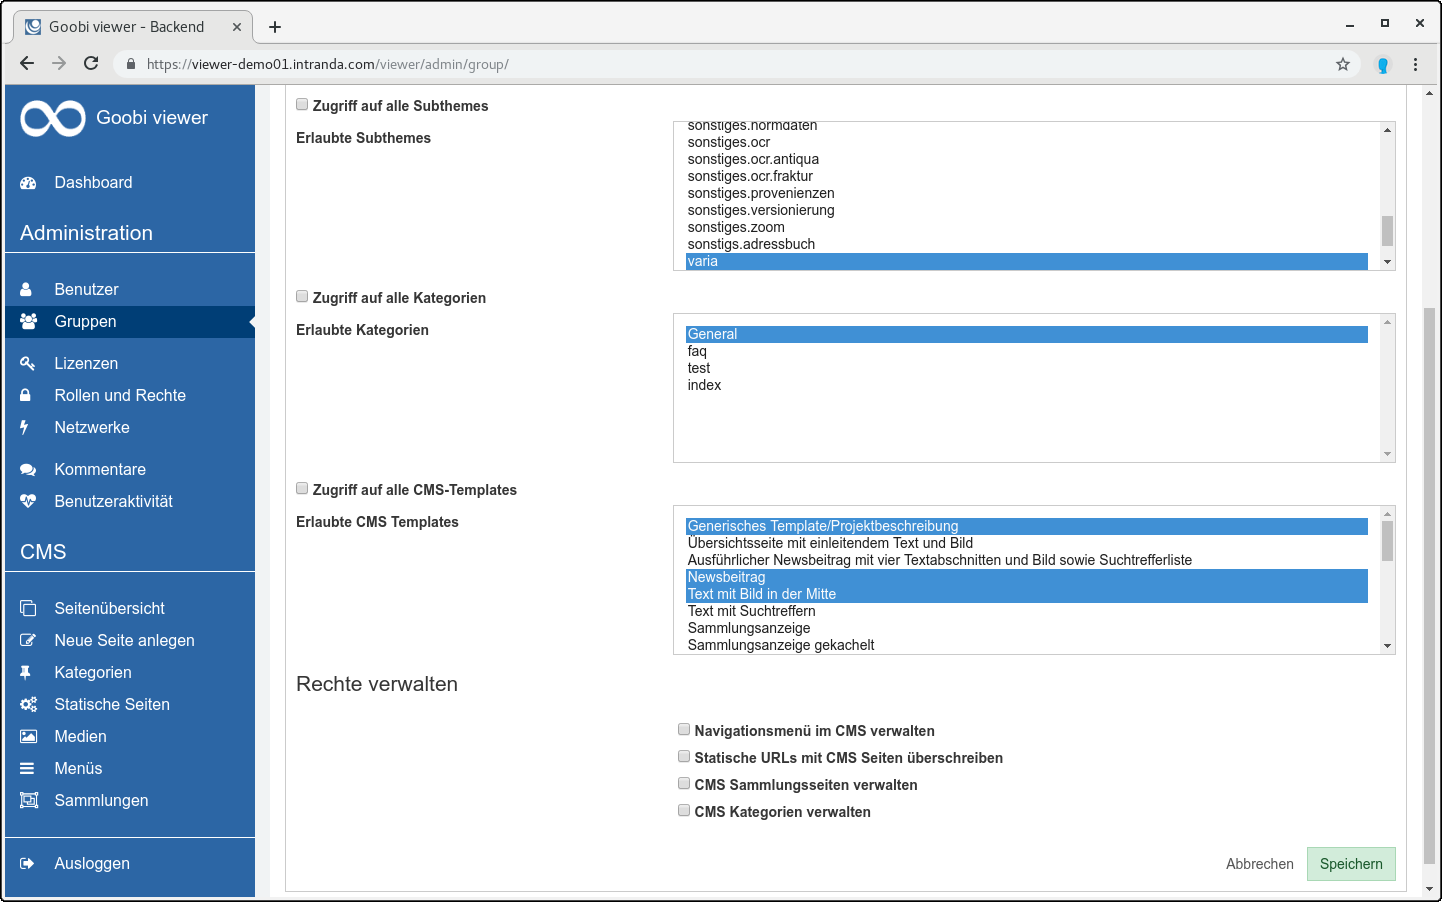 Goobi viewer - Backend
https://viewer-demo01.intranda.com/viewer/admin/group/
Goobi viewer
Dashboard
Administration
Benutzer
Gruppen
Lizenzen
Rollen und Rechte
Netzwerke
Kommentare
Benutzeraktivität
CMS
Seitenübersicht
Neue Seite anlegen
Kategorien
Statische Seiten
Medien
Menüs
Sammlungen
Ausloggen
Zugriff auf alle Subthemes
Erlaubte Subthemes
sonstiges.normdaten
sonstiges.ocr
sonstiges.ocr.antiqua
sonstiges.ocr.fraktur
sonstiges.provenienzen
sonstiges.versionierung
sonstiges.zoom
sonstigs.adressbuch
varia
Zugriff auf alle Kategorien
Erlaubte Kategorien
General
faq
test
index
Zugriff auf alle CMS-Templates
Erlaubte CMS Templates
Generisches Template/Projektbeschreibung
Übersichtsseite mit einleitendem Text und Bild
Ausführlicher Newsbeitrag mit vier Textabschnitten und Bild sowie Suchtrefferliste
Newsbeitrag
Text mit Bild in der Mitte
Text mit Suchtreffern
Sammlungsanzeige
Sammlungsanzeige gekachelt
Rechte verwalten
Navigationsmenü im CMS verwalten
Statische URLs mit CMS Seiten überschreiben
CMS Sammlungsseiten verwalten
CMS Kategorien verwalten
Abbrechen
Speichern